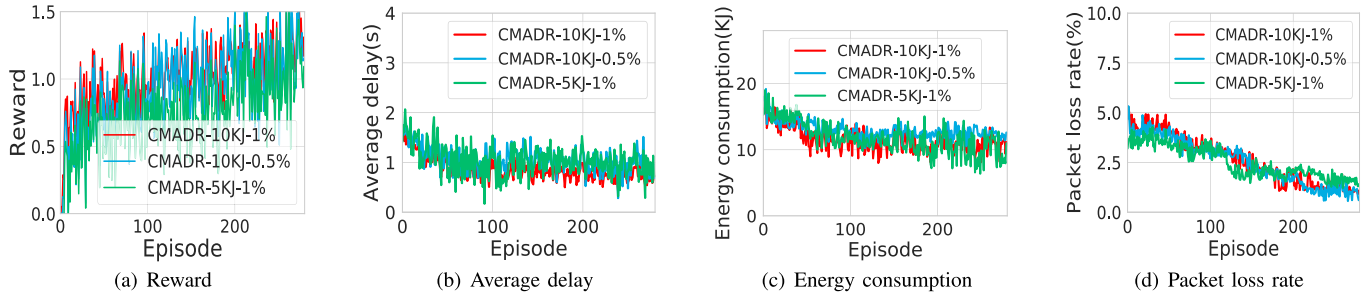 Reward
1.5
1.0
0.5
0.0
CMADR-10KJ-1%
CMADR-10KJ-0.5%
CMADR-5KJ-1%
0
100
200
Episode
(a) Reward
Average delay(s)
4
3
2
1
0
CMADR-10KJ-1%
CMADR-10KJ-0.5%
CMADR-5KJ-1%
0
100
200
Episode
(b) Average delay
Energy consumption(KJ)
20
10
0
CMADR-10KJ-1%
CMADR-10KJ-0.5%
CMADR-5KJ-1%
0
100
200
Episode
(c) Energy consumption
Packet loss rate(%)
10.0
7.5
5.0
2.5
0.0
CMADR-10KJ-1%
CMADR-10KJ-0.5%
CMADR-5KJ-1%
0
100
200
Episode
(d) Packet loss rate